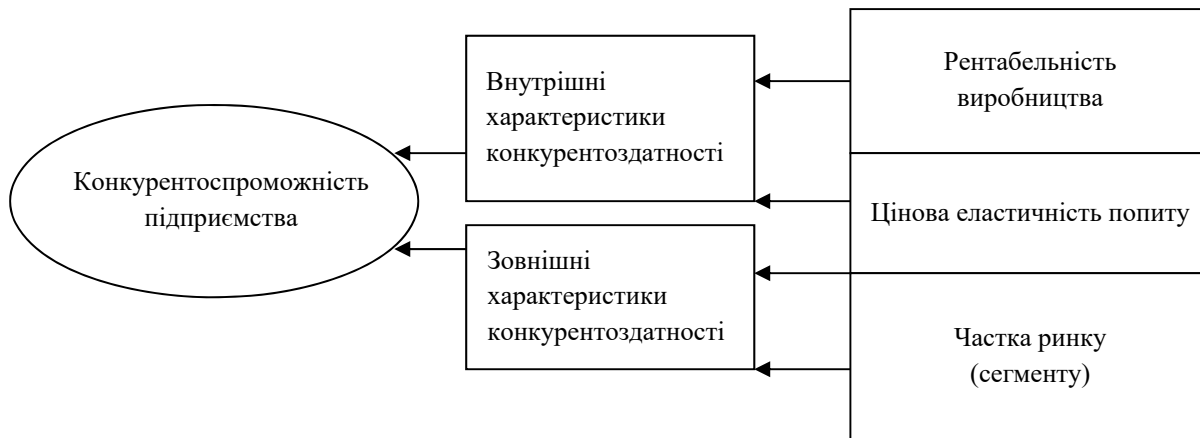 Конкурентоспроможність
підприємства
Внутрішні
характеристики
конкурентоздатності
Зовнішні
характеристики
конкурентоздатності
Рентабельність
виробництва
Цінова еластичність попиту
Частка ринку
(сегменту)